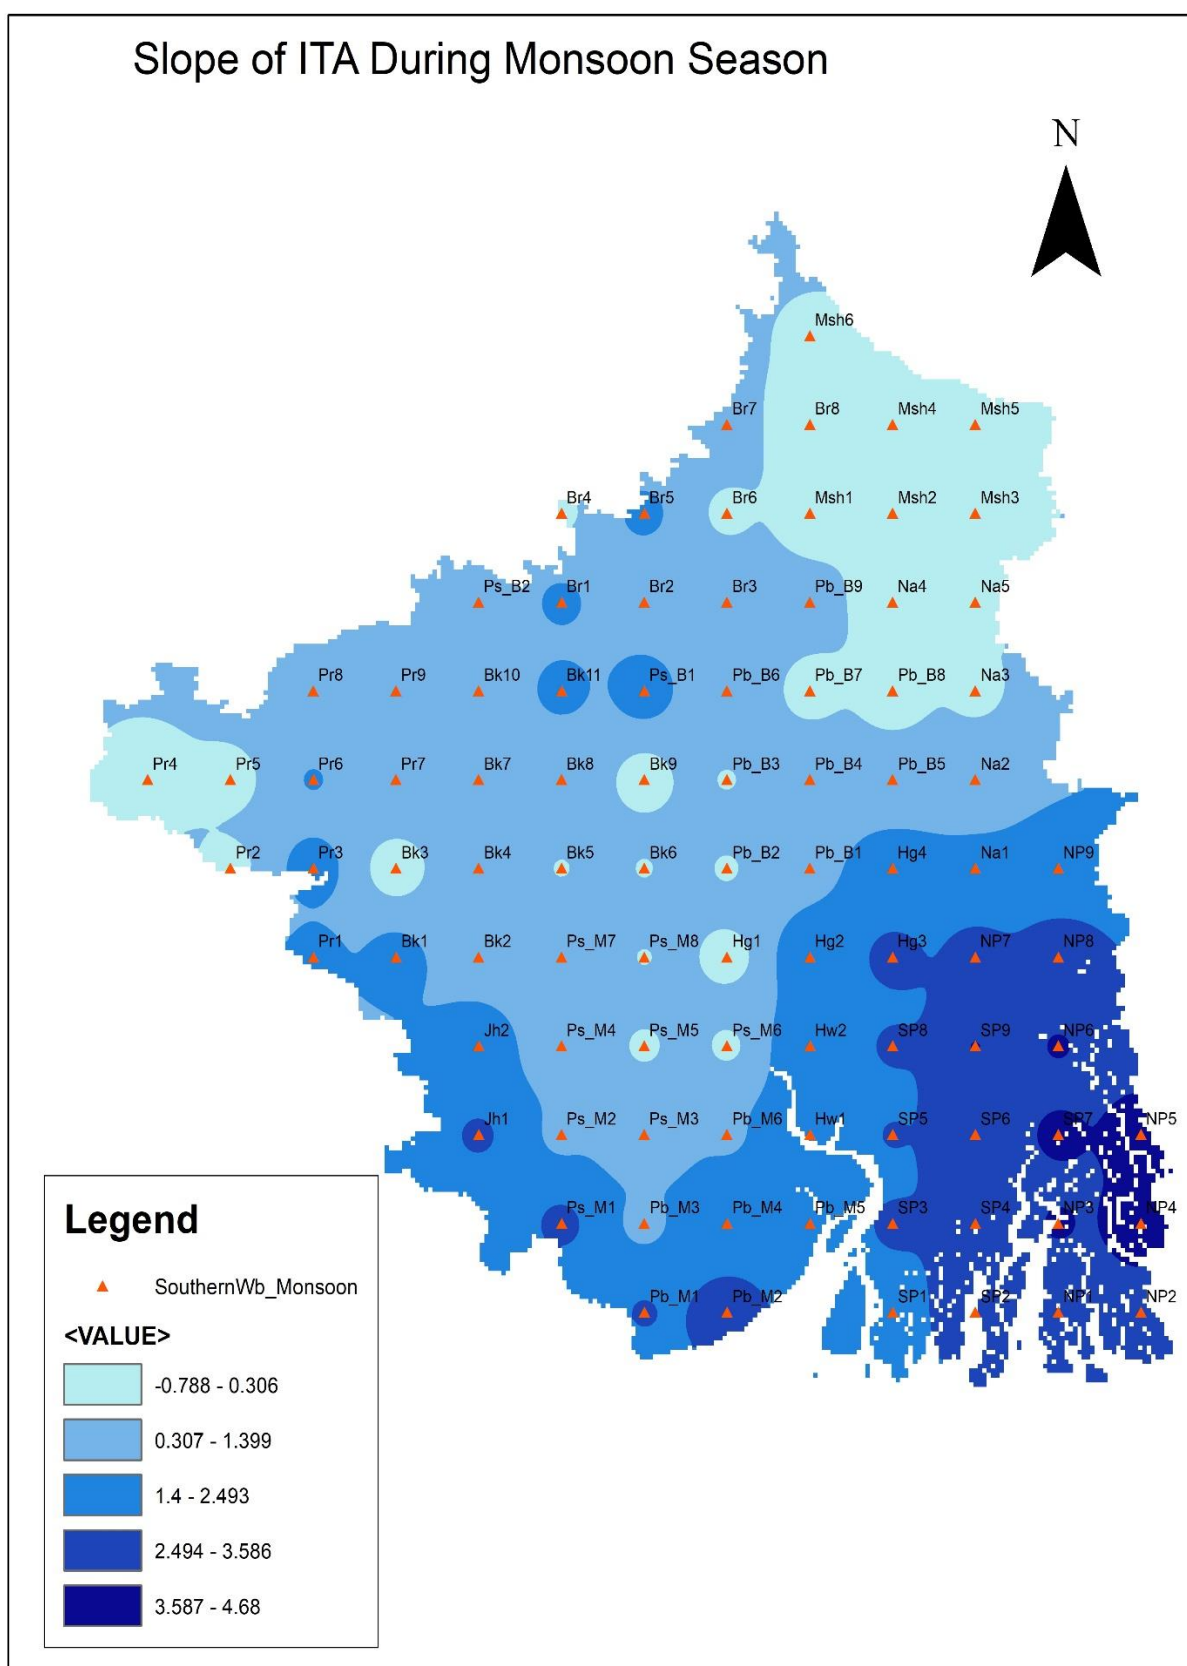 Slope of ITA During Monsoon Season
N
Msh6
Br7 Br8 Msh4 Msh5
Br4 Br5 Br6 Msh1 Msh2 Msh3
Ps_B2 Br1 Br2 Br3 Pb_B9 Na4 Na5
Pr8 Pr9 Bk10 Bk11 Ps_B1 Pb_B6 Pb_B7 Pb_B8 Na3
Pr4 Pr5 Pr6 Pr7 Bk7 Bk8 Bk9 Pb_B3 Pb_B4 Pb_B5 Na2
Pr2 Pr3 Bk3 Bk4 Bk5 Bk6 Pb_B2 Pb_B1 Hg4 Na1 NP9
Pr1 Bk1 Bk2 Ps_M7 Ps_M8 Hg1 Hg2 Hg3 NP7 NP8
Jh2 Ps_M4 Ps_M5 Ps_M6 Hw2 SP8 SP9 NP6
Jh1 Ps_M2 Ps_M3 Pb_M6 Hw1 SP5 SP6 SP7 NP5
Ps_M1 Pb_M3 Pb_M4 Pb_M5 SP3 SP4 NP3 NP4
Pb_M1 Pb_M2 SP1 SP2 NP1 NP2
Legend
SouthernWb_Monsoon
<VALUE>
-0.788 - 0.306
0.307 - 1.399
1.4 - 2.493
2.494 - 3.586
3.587 - 4.68